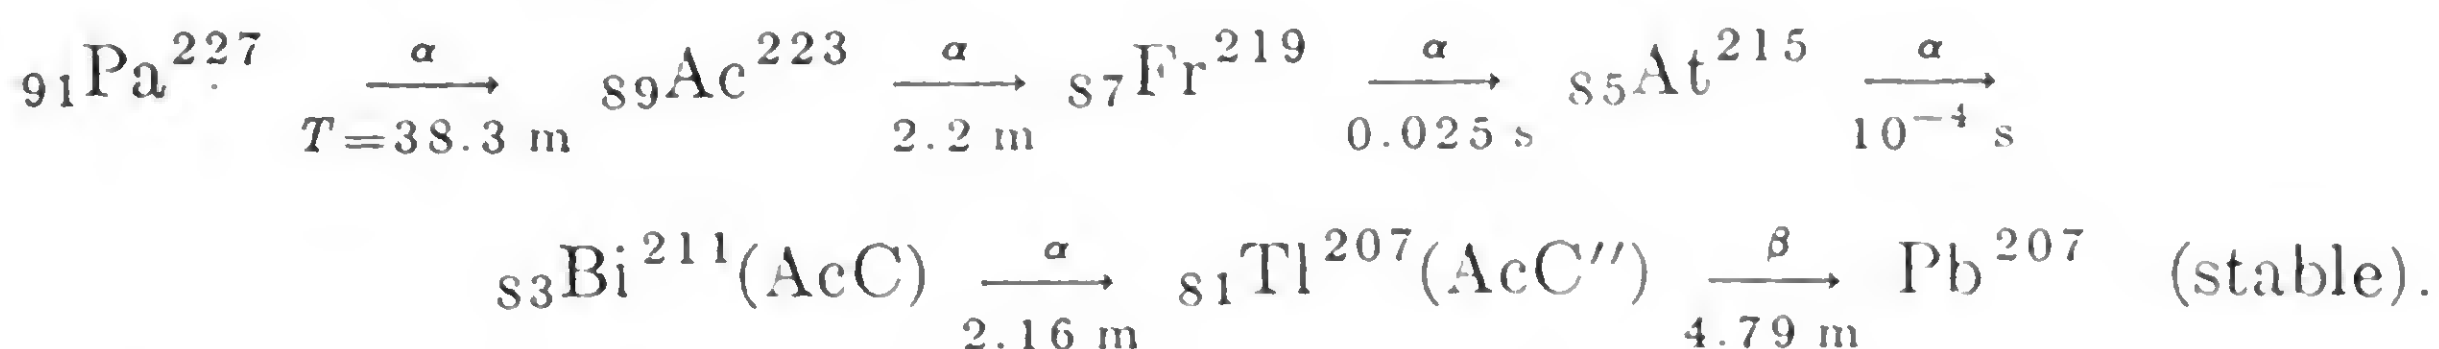 ₉₁Pa²²⁷ —α→ T=38.3 m ₈₉Ac²²³ —α→ 2.2 m ₈₇Fr²¹⁹ —α→ 0.025 s ₈₅At²¹⁵ —α→ 10⁻⁴ s
₈₃Bi²¹¹(AcC) —α→ 2.16 m ₈₁Tl²⁰⁷(AcC″) —β→ 4.79 m Pb²⁰⁷ (stable).